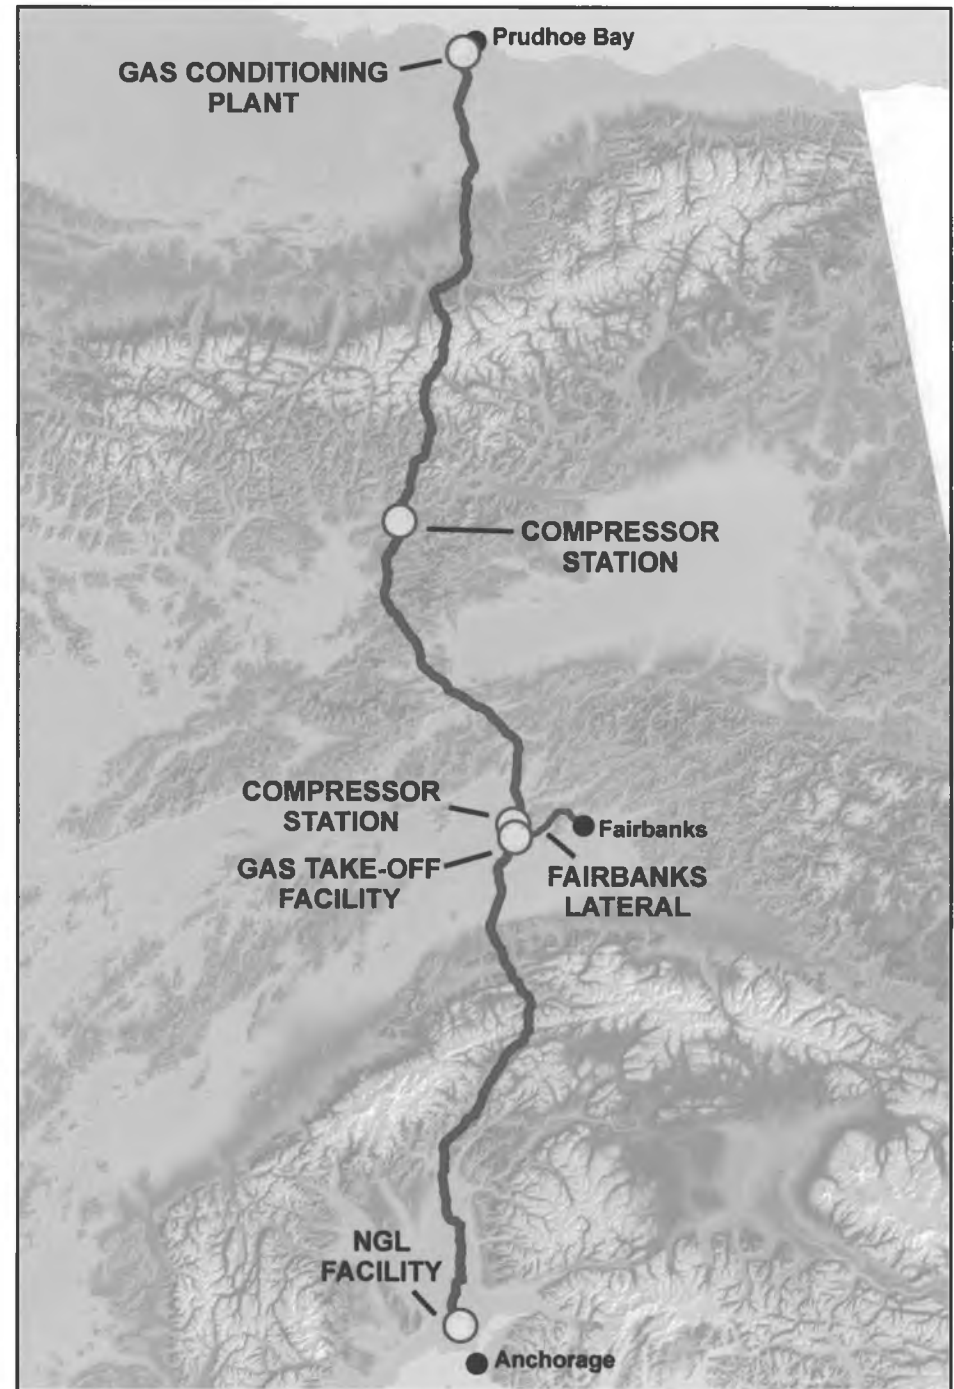 Prudhoe Bay
GAS CONDITIONING
PLANT
COMPRESSOR
STATION
COMPRESSOR
STATION
Fairbanks
GAS TAKE-OFF
FACILITY
FAIRBANKS
LATERAL
NGL
FACILITY
Anchorage